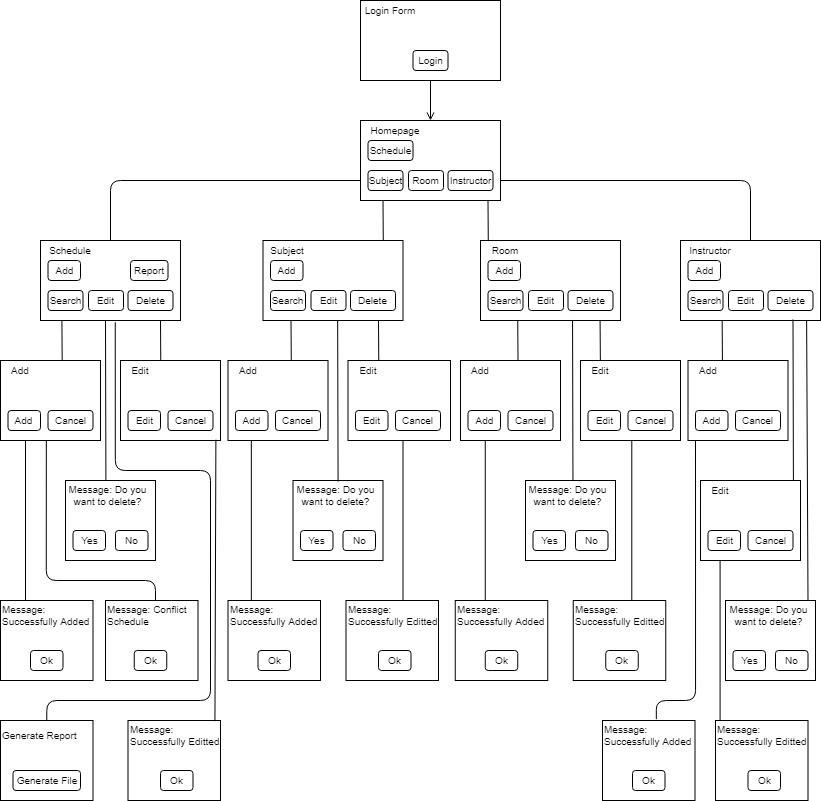 Login Form
Login
Homepage
Schedule
Subject Room Instructor
Schedule
Add Report
Search Edit Delete
Subject
Add
Search Edit Delete
Room
Add
Search Edit Delete
Instructor
Add
Search Edit Delete
Add
Add Cancel
Edit
Edit Cancel
Add
Add Cancel
Edit
Edit Cancel
Add
Add Cancel
Edit
Edit Cancel
Add
Add Cancel
Message: Do you
want to delete?
Yes No
Message: Do you
want to delete?
Yes No
Message: Do you
want to delete?
Yes No
Edit
Edit Cancel
Message:
Successfully Added
Ok
Message: Conflict
Schedule
Ok
Message:
Successfully Added
Ok
Message:
Successfully Editted
Ok
Message:
Successfully Added
Ok
Message:
Successfully Editted
Ok
Message: Do you
want to delete?
Yes No
Generate Report
Generate File
Message:
Successfully Editted
Ok
Message:
Successfully Added
Ok
Message:
Successfully Editted
Ok